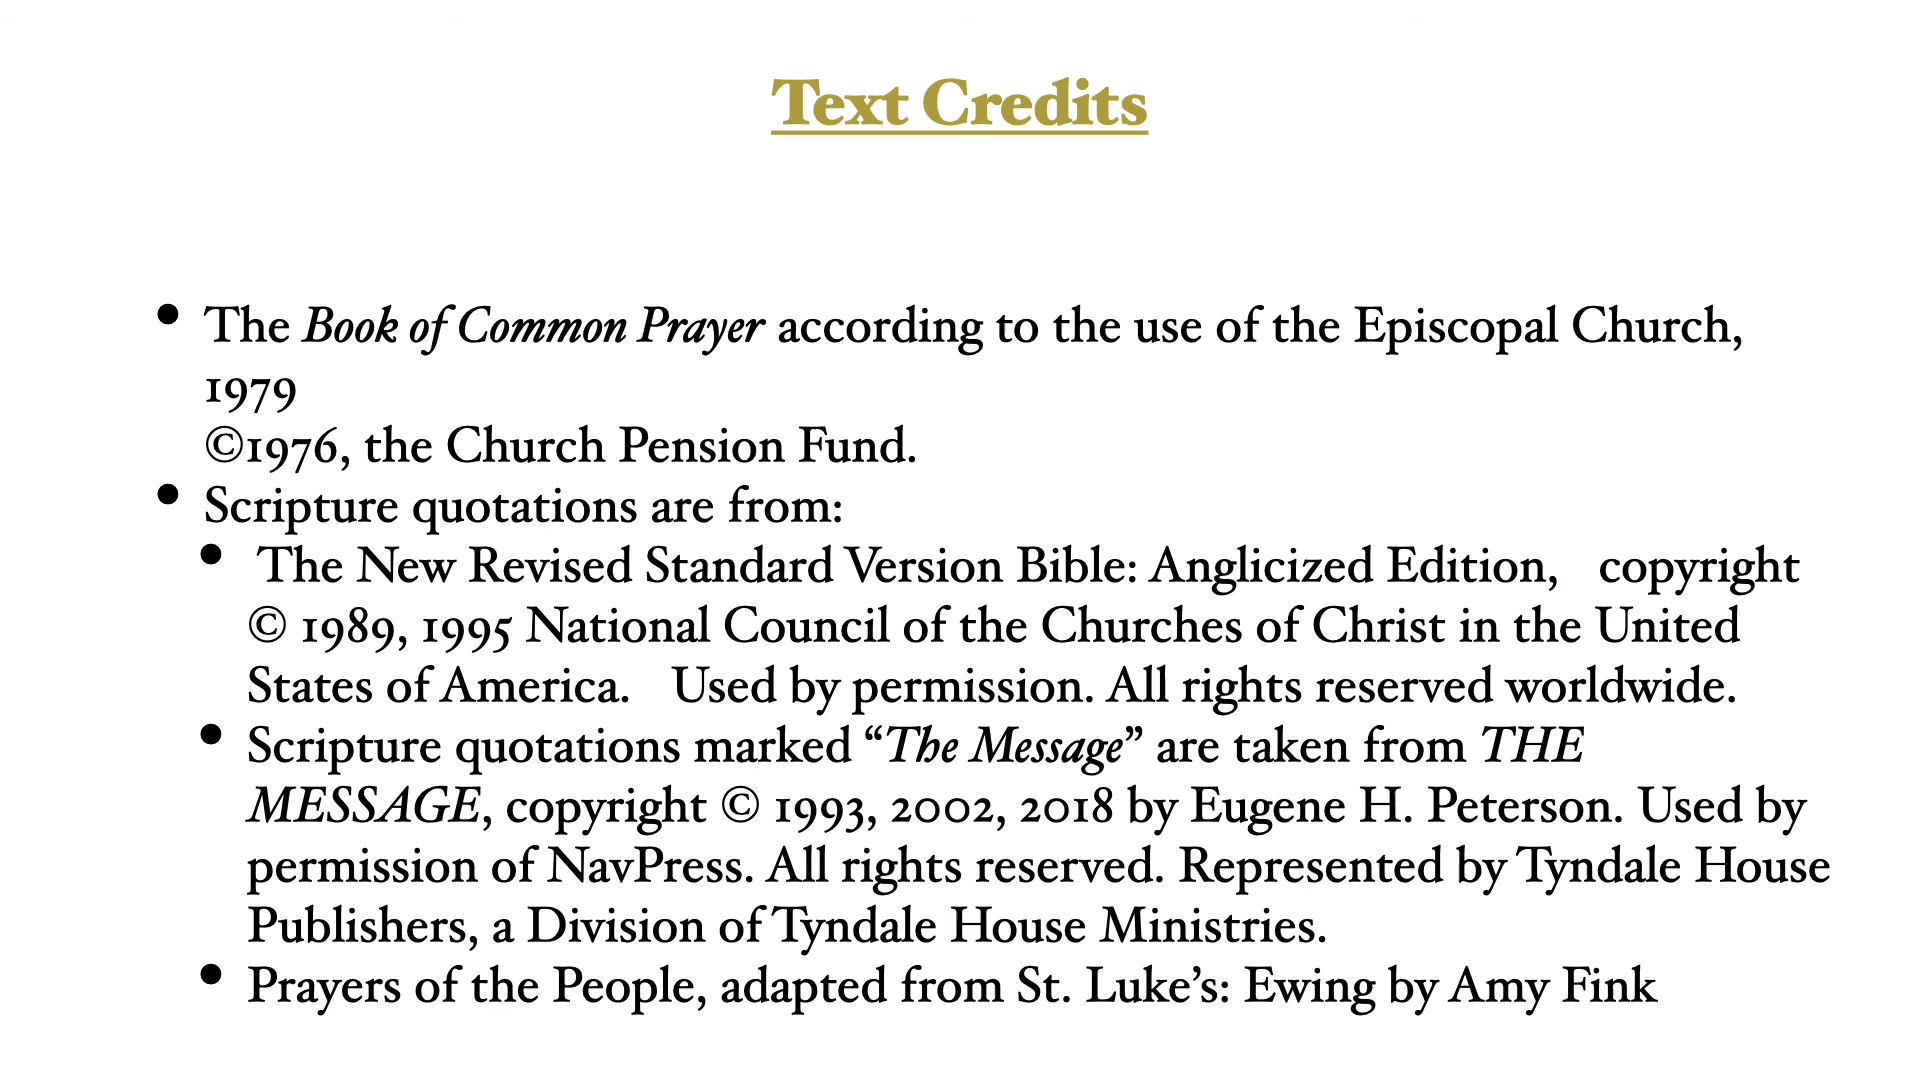 Text Credits
• The Book of Common Prayer according to the use of the Episcopal Church,
1979
©1976, the Church Pension Fund.
• Scripture quotations are from:
• The New Revised Standard Version Bible: Anglicized Edition, copyright
© 1989, 1995 National Council of the Churches of Christ in the United
States of America. Used by permission. All rights reserved worldwide.
• Scripture quotations marked “The Message” are taken from THE
MESSAGE, copyright © 1993, 2002, 2018 by Eugene H. Peterson. Used by
permission of NavPress. All rights reserved. Represented by Tyndale House
Publishers, a Division of Tyndale House Ministries.
• Prayers of the People, adapted from St. Luke’s: Ewing by Amy Fink